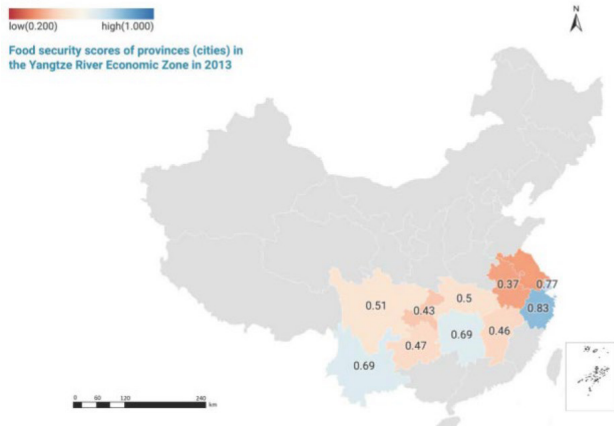 N
low(0.200) high(1.000)
Food security scores of provinces (cities) in
the Yangtze River Economic Zone in 2013
0.37 0.77
0.51 0.43 0.5 0.83
0.69 0.47 0.69 0.46
0 60 120 240
km